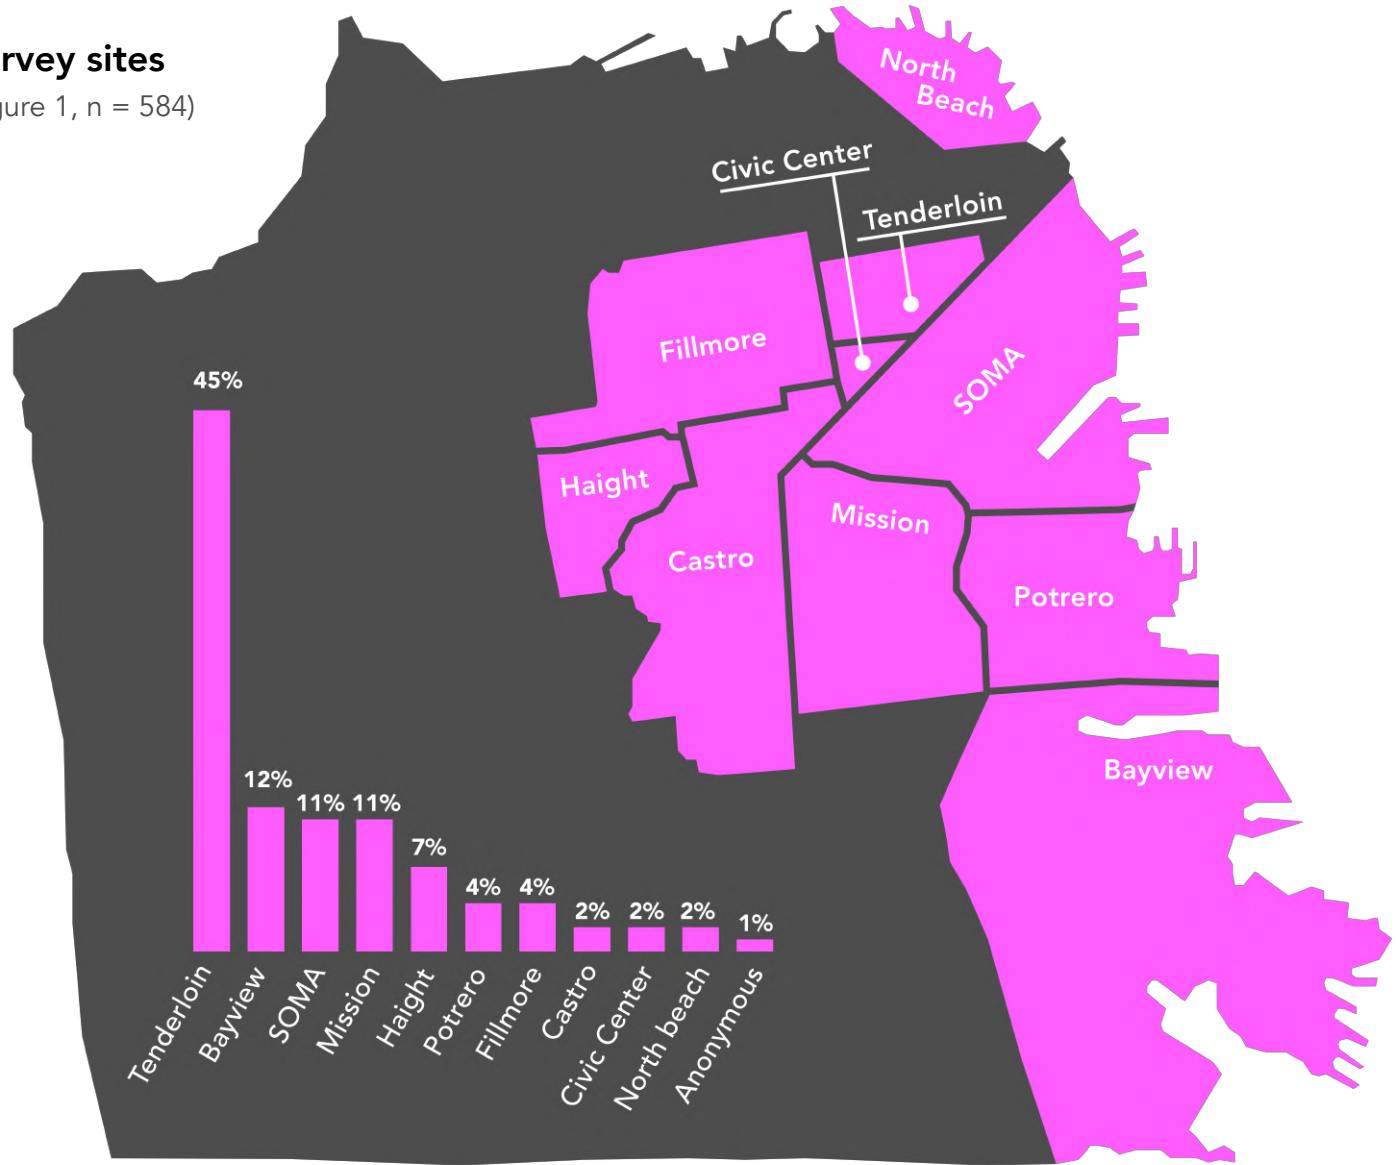 rvey sites
gure 1, n = 584)
North
Beach
Civic Center
Tenderloin
Fillmore
SOMA
Haight
Mission
Castro
Potrero
Bayview
45%
12%
11%
11%
7%
4%
4%
2%
2%
2%
1%
Tenderloin
Bayview
SOMA
Mission
Haight
Potrero
Fillmore
Castro
Civic Center
North beach
Anonymous